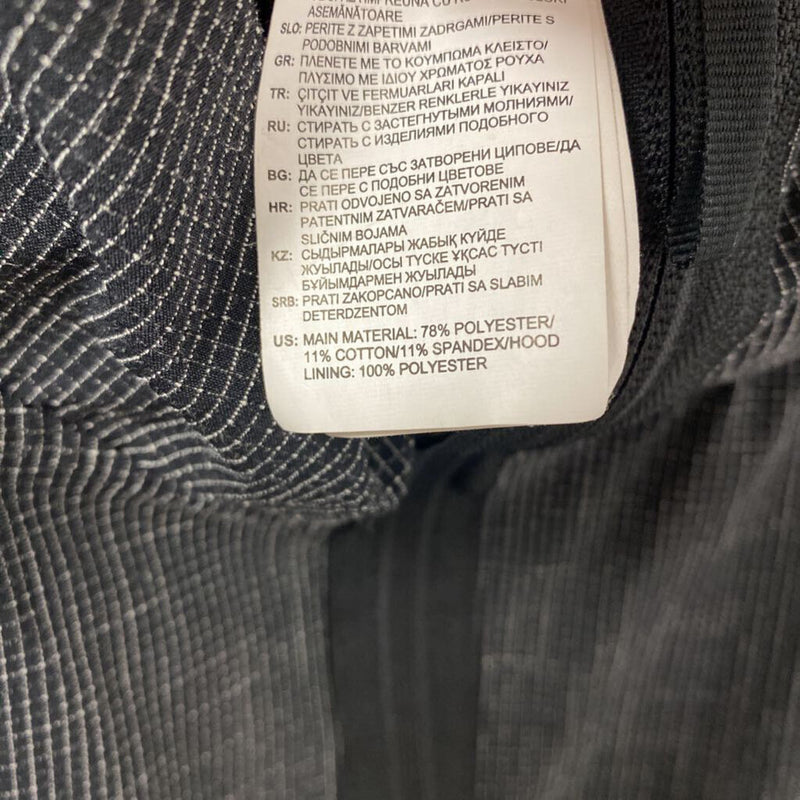 ASEMĂNĂTOARE
SLO: PERITE Z ZAPETIMI ZADRGAMI/PERITE S
PODOBNIMI BARVAMI
GR: ΠΛΕΝΕΤΕ ΜΕ ΤΟ ΚΟΥΜΠΩΜΑ ΚΛΕΙΣΤΟ/
ΠΛΥΣΙΜΟ ΜΕ ΙΔΙΟΥ ΧΡΩΜΑΤΟΣ ΡΟΥΧΑ
TR: ÇITÇIT VE FERMUARLARI KAPALI
YIKAYINIZ/BENZER RENKLERLE YIKAYINIZ
RU: СТИРАТЬ С ЗАСТЕГНУТЫМИ МОЛНИЯМИ/
СТИРАТЬ С ИЗДЕЛИЯМИ ПОДОБНОГО
ЦВЕТА
BG: ДА СЕ ПЕРЕ СЪС ЗАТВОРЕНИ ЦИПОВЕ/ДА
СЕ ПЕРЕ С ПОДОБНИ ЦВЕТОВЕ
HR: PRATI ODVOJENO SA ZATVORENIM
PATENTNIM ZATVARAČEM/PRATI SA
SLIČNIM BOJAMA
KZ: СЫДЫРМАЛАРЫ ЖАБЫҚ КҮЙДЕ
ЖУЫЛАДЫ/ОСЫ ТҮСКЕ ҰҚСАС ТҮСТІ
БҰЙЫМДАРМЕН ЖУЫЛАДЫ
SRB: PRATI ZAKOPCANO/PRATI SA SLABIM
DETERDZENTOM
US: MAIN MATERIAL: 78% POLYESTER/
11% COTTON/11% SPANDEX/HOOD
LINING: 100% POLYESTER